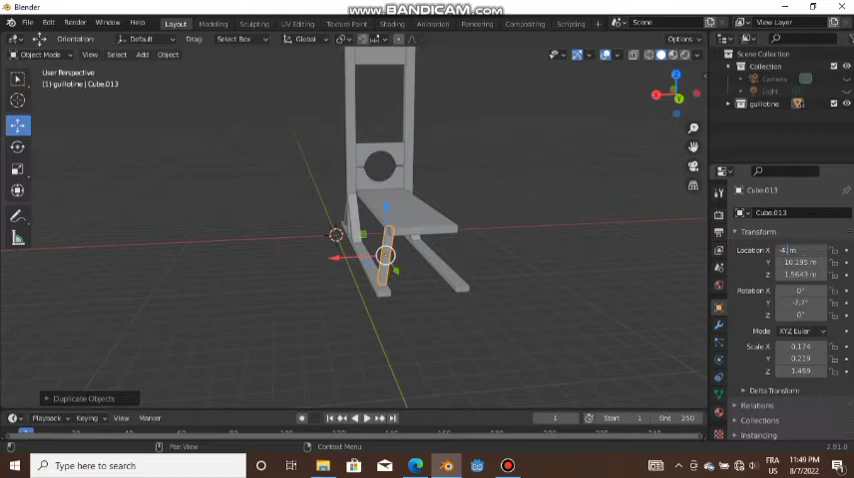 Blender
www.BANDICAM.com
File Edit Render Window Help Layout Modeling Sculpting UV Editing Texture Paint Shading Animation Rendering Compositing Scripting Scene View Layer
Orientation: Default Drag: Select Box Global Options
Object Mode View Select Add Object
User Perspective
(1) guillotine | Cube.013
Z
X
Y
Scene Collection
Collection
Camera
Light
guillotine
Cube.013
Cube.013
Transform
Location X -4. m
Y 10.195 m
Z 1.5643 m
Rotation X 0°
Y -7.7°
Z 0°
Mode XYZ Euler
Scale X 0.174
Y 0.219
Z 1.459
Delta Transform
Relations
Collections
Instancing
Duplicate Objects
Playback Keying View Marker 1 Start 1 End 250
Pan View Context Menu 2.91.0
Type here to search
FRA
11:49 PM
8/7/2022